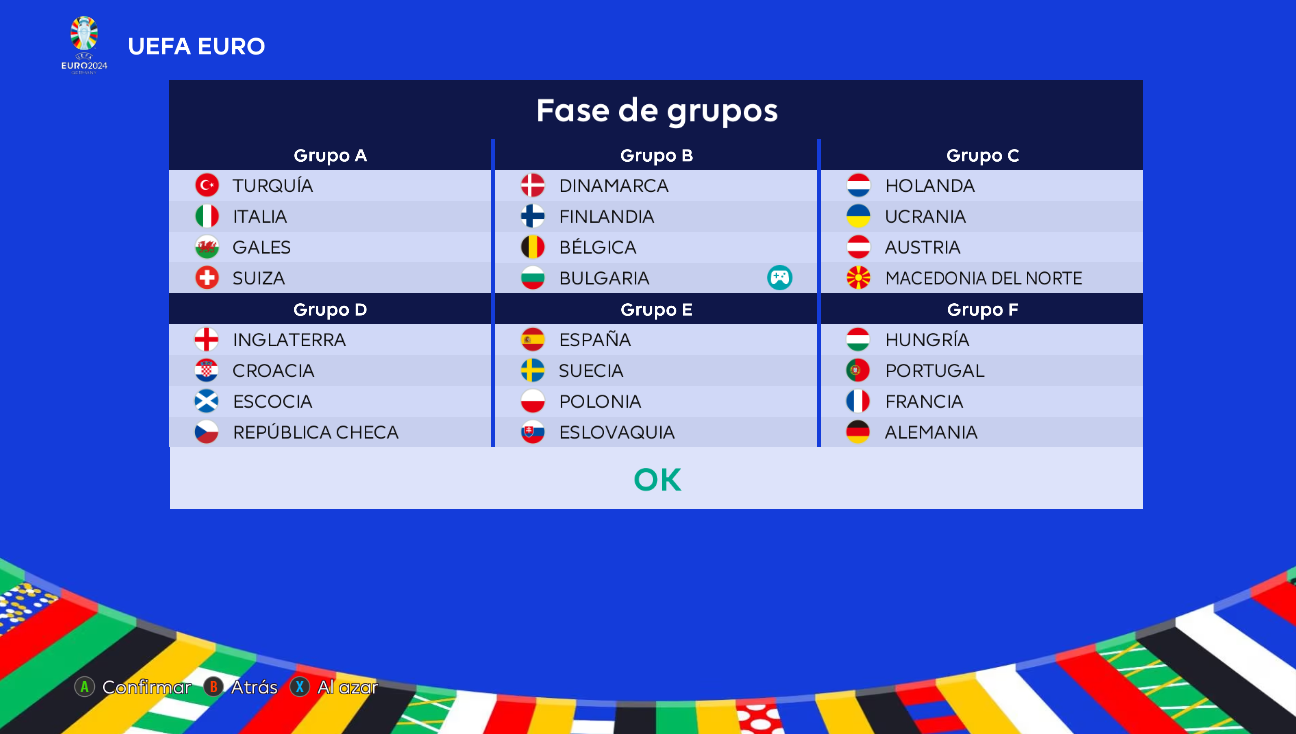 UEFA EURO
EURO2024
Fase de grupos
Grupo A
TURQUÍA
ITALIA
GALES
SUIZA
Grupo B
DINAMARCA
FINLANDIA
BÉLGICA
BULGARIA
Grupo C
HOLANDA
UCRANIA
AUSTRIA
MACEDONIA DEL NORTE
Grupo D
INGLATERRA
CROACIA
ESCOCIA
REPÚBLICA CHECA
Grupo E
ESPAÑA
SUECIA
POLONIA
ESLOVAQUIA
Grupo F
HUNGRÍA
PORTUGAL
FRANCIA
ALEMANIA
OK
A Confirmar B Atrás X Al azar